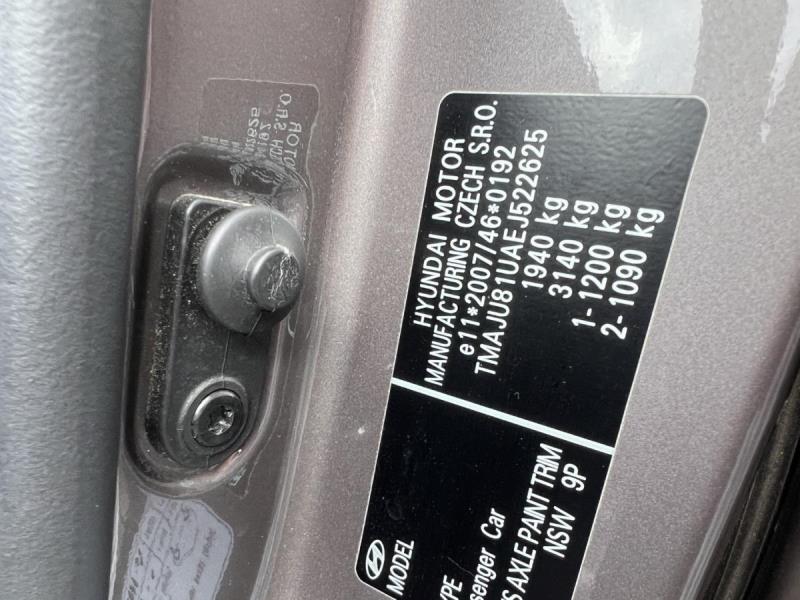 HYUNDAI MOTOR
MANUFACTURING CZECH S.R.O.
e11*2007/46*0192
TMAJU81UAEJ522625
1940 kg
3140 kg
1- 1200 kg
2- 1090 kg
MODEL
senger Car
AXLE PAINT TRIM
NSW 9P